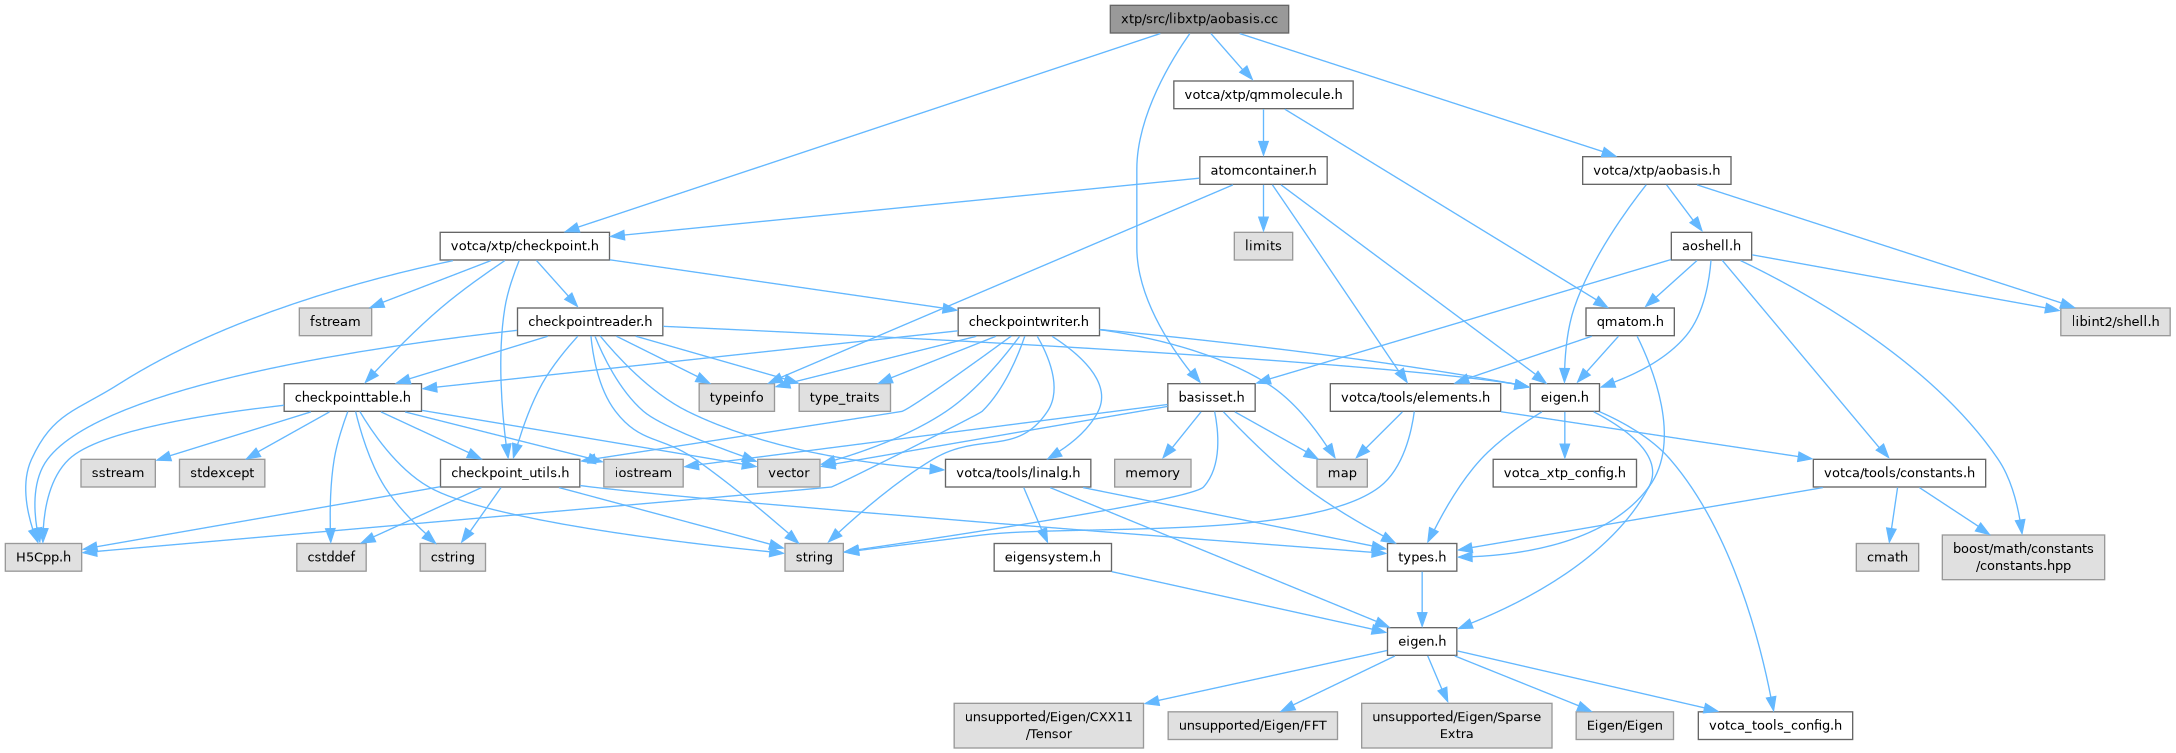 xtp/src/libxtp/aobasis.cc
votca/xtp/qmmolecule.h
atomcontainer.h
votca/xtp/aobasis.h
votca/xtp/checkpoint.h
limits
aoshell.h
fstream
checkpointreader.h
checkpointwriter.h
qmatom.h
libint2/shell.h
checkpointtable.h
typeinfo
type_traits
basisset.h
votca/tools/elements.h
eigen.h
sstream
stdexcept
checkpoint_utils.h
iostream
vector
votca/tools/linalg.h
memory
map
votca_xtp_config.h
votca/tools/constants.h
H5Cpp.h
cstddef
cstring
string
eigensystem.h
types.h
cmath
boost/math/constants
/constants.hpp
eigen.h
unsupported/Eigen/CXX11
/Tensor
unsupported/Eigen/FFT
unsupported/Eigen/Sparse
Extra
Eigen/Eigen
votca_tools_config.h